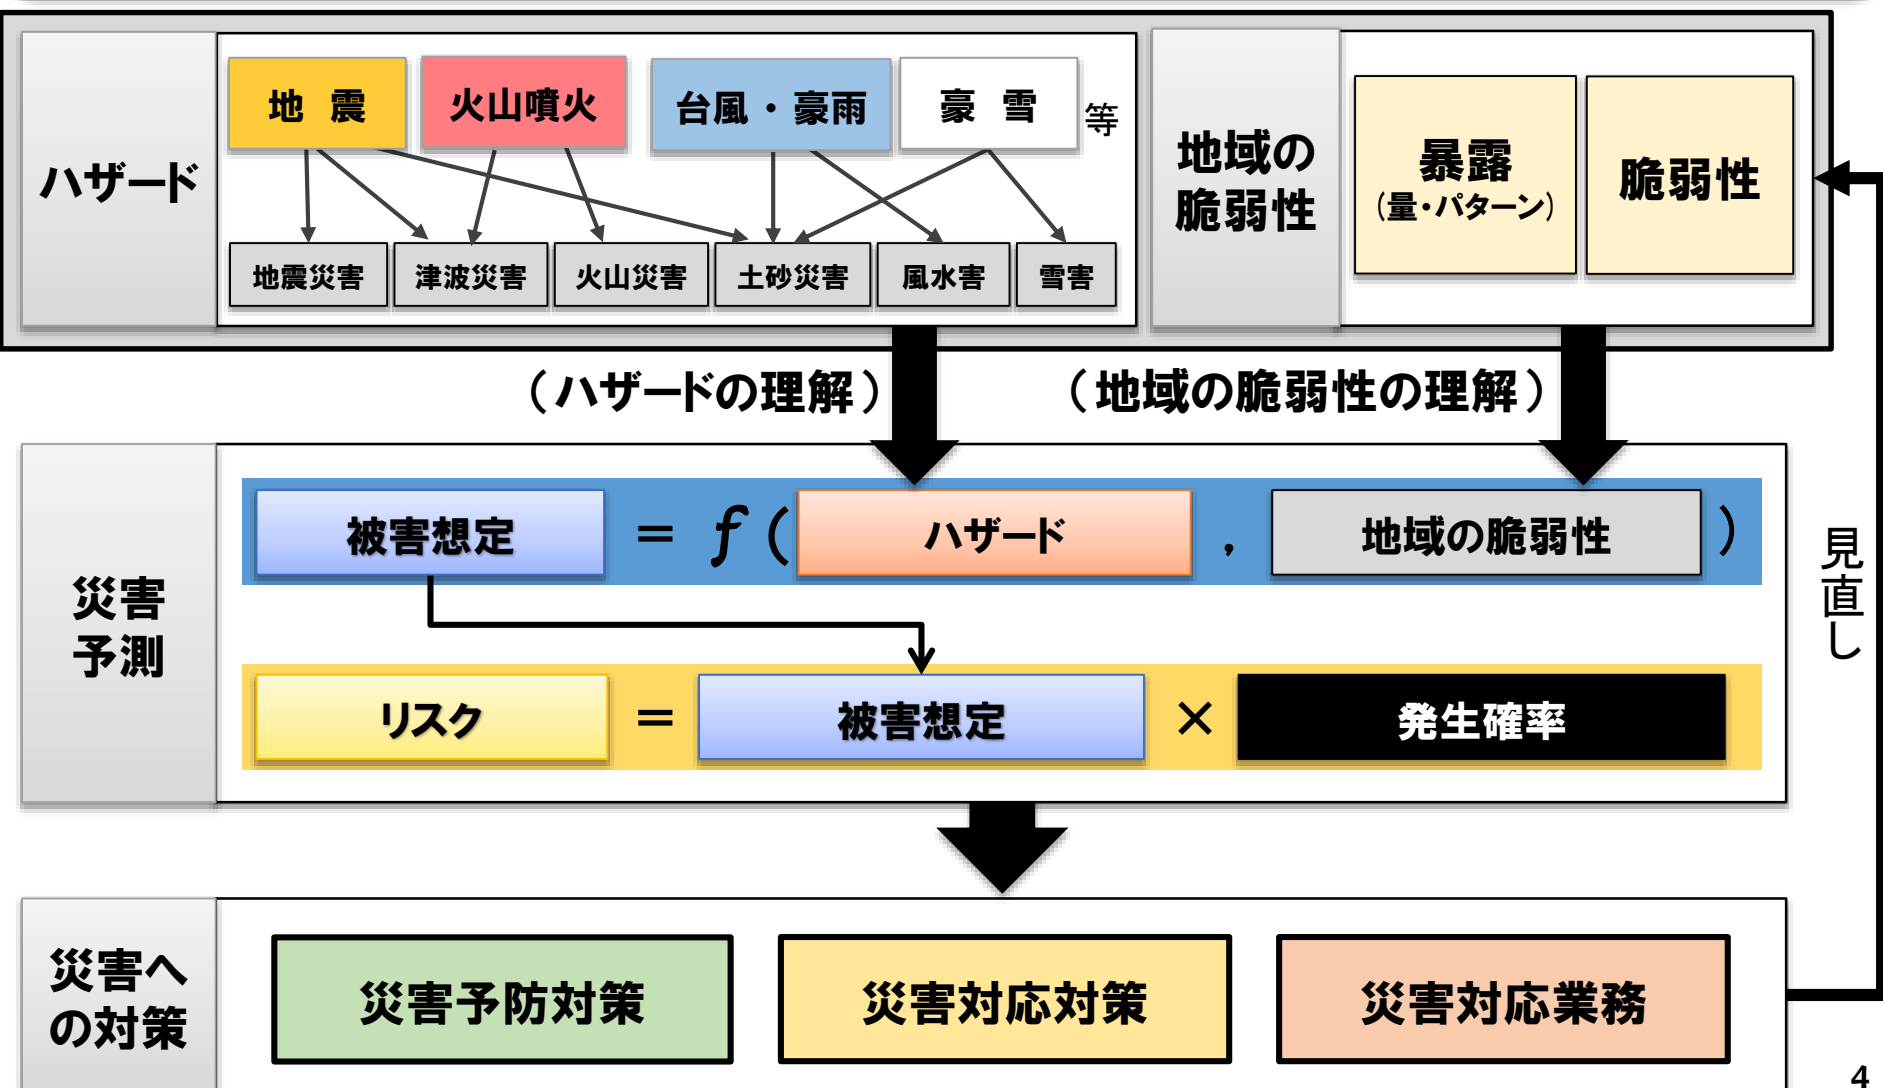 ハザード
地 震
火山噴火
台風・豪雨
豪 雪
等
地震災害
津波災害
火山災害
土砂災害
風水害
雪害
地域の
脆弱性
暴露
(量・パターン)
脆弱性
(ハザードの理解)
(地域の脆弱性の理解)
災害
予測
被害想定 = f ( ハザード , 地域の脆弱性 )
リスク = 被害想定 × 発生確率
見直し
災害へ
の対策
災害予防対策
災害対応対策
災害対応業務
4